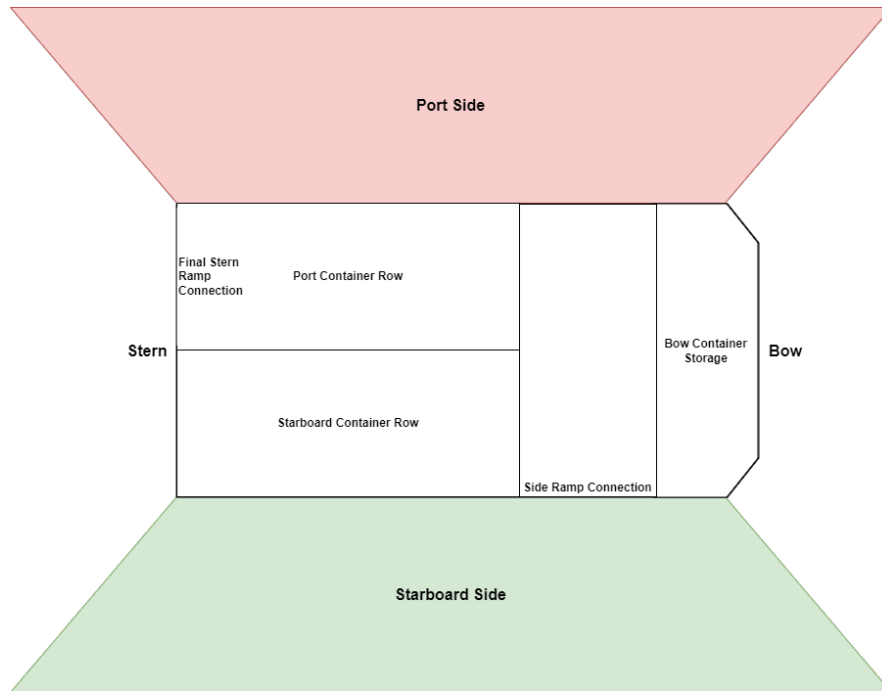 Port Side
Final Stern
Ramp
Connection
Port Container Row
Stern
Bow Container
Storage
Bow
Starboard Container Row
Side Ramp Connection
Starboard Side